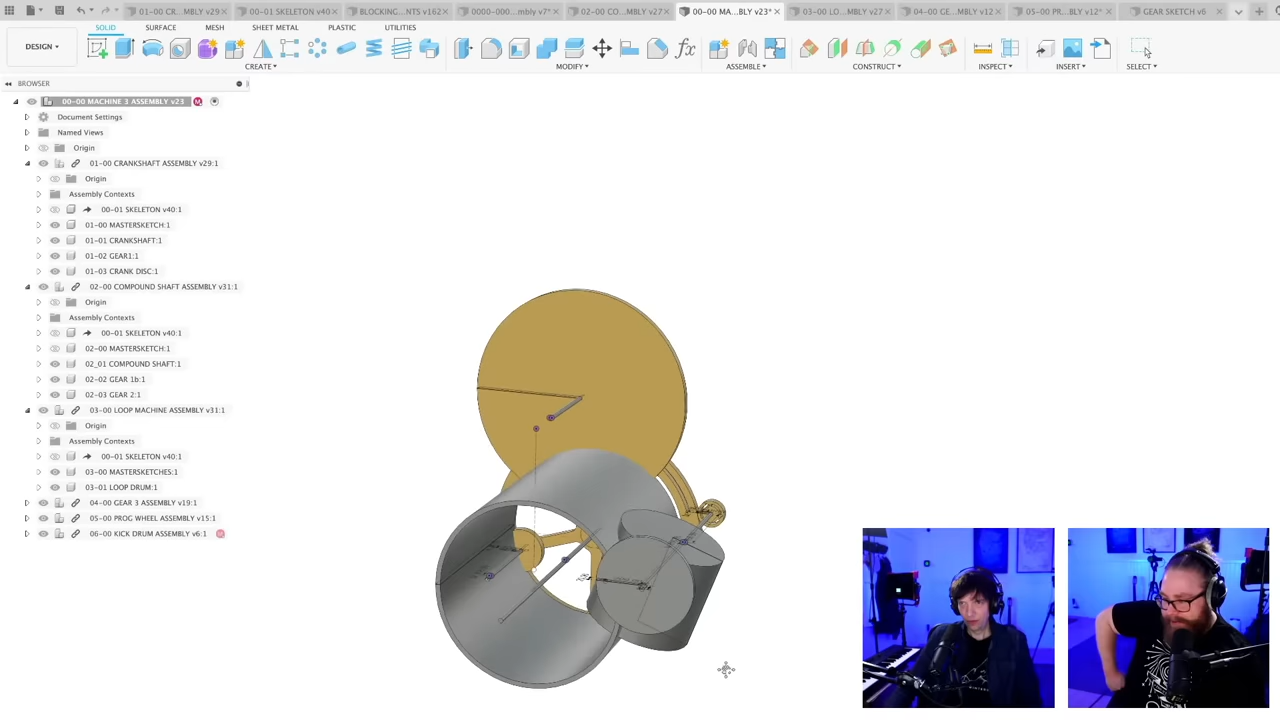 01-00 CR...MBLY v29
00-01 SKELETON v40
BLOCKING...NTS v162
0000-000...mbly v7*
02-00 CO...MBLY v27
00-00 MA...BLY v23*
03-00 LO...MBLY v27
04-00 GE...MBLY v12
05-00 PR...BLY v12*
GEAR SKETCH v6
SOLID SURFACE MESH SHEET METAL PLASTIC UTILITIES
DESIGN
CREATE MODIFY ASSEMBLE CONSTRUCT INSPECT INSERT SELECT
BROWSER
00-00 MACHINE 3 ASSEMBLY v23
Document Settings
Named Views
Origin
01-00 CRANKSHAFT ASSEMBLY v29:1
Origin
Assembly Contexts
00-01 SKELETON v40:1
01-00 MASTERSKETCH:1
01-01 CRANKSHAFT:1
01-02 GEAR1:1
01-03 CRANK DISC:1
02-00 COMPOUND SHAFT ASSEMBLY v31:1
Origin
Assembly Contexts
00-01 SKELETON v40:1
02-00 MASTERSKETCH:1
02_01 COMPOUND SHAFT:1
02-02 GEAR 1b:1
02-03 GEAR 2:1
03-00 LOOP MACHINE ASSEMBLY v31:1
Origin
Assembly Contexts
00-01 SKELETON v40:1
03-00 MASTERSKETCHES:1
03-01 LOOP DRUM:1
04-00 GEAR 3 ASSEMBLY v19:1
05-00 PROG WHEEL ASSEMBLY v15:1
06-00 KICK DRUM ASSEMBLY v6:1